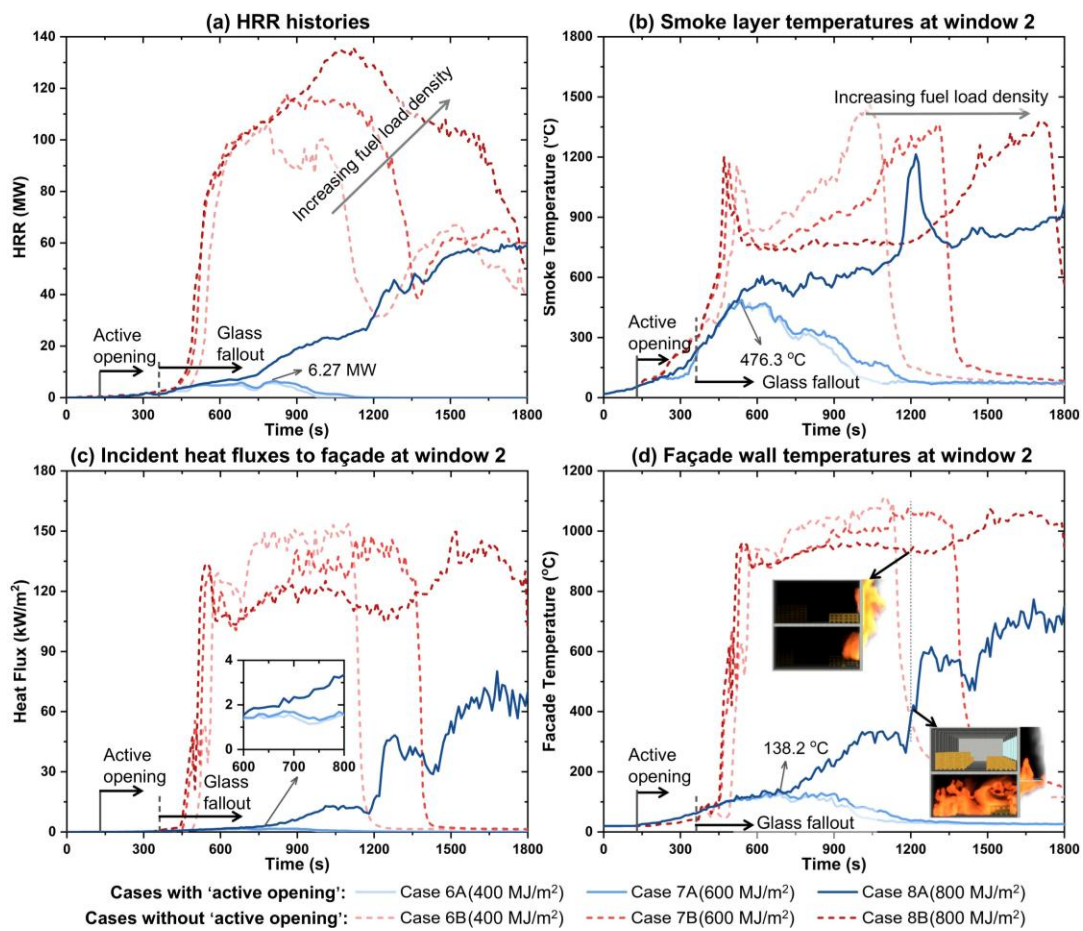 (a) HRR histories
140
120
100
80
60
40
20
0
HRR (MW)
Increasing fuel load density
Active
opening
Glass
fallout
6.27 MW
0 300 600 900 1200 1500 1800
Time (s)
(b) Smoke layer temperatures at window 2
1800
1500
1200
900
600
300
0
Smoke Temperature (°C)
Increasing fuel load density
Active
opening
476.3 °C
Glass fallout
0 300 600 900 1200 1500 1800
Time (s)
(c) Incident heat fluxes to façade at window 2
180
150
120
90
60
30
0
Heat Flux (kW/m²)
4
2
0
600 700 800
Active
opening
Glass
fallout
0 300 600 900 1200 1500 1800
Time (s)
(d) Façade wall temperatures at window 2
1200
1000
800
600
400
200
0
Facade Temperature (°C)
Active
opening
138.2 °C
Glass fallout
0 300 600 900 1200 1500 1800
Time (s)
Cases with ‘active opening’: Case 6A(400 MJ/m²) Case 7A(600 MJ/m²) Case 8A(800 MJ/m²)
Cases without ‘active opening’: Case 6B(400 MJ/m²) Case 7B(600 MJ/m²) Case 8B(800 MJ/m²)